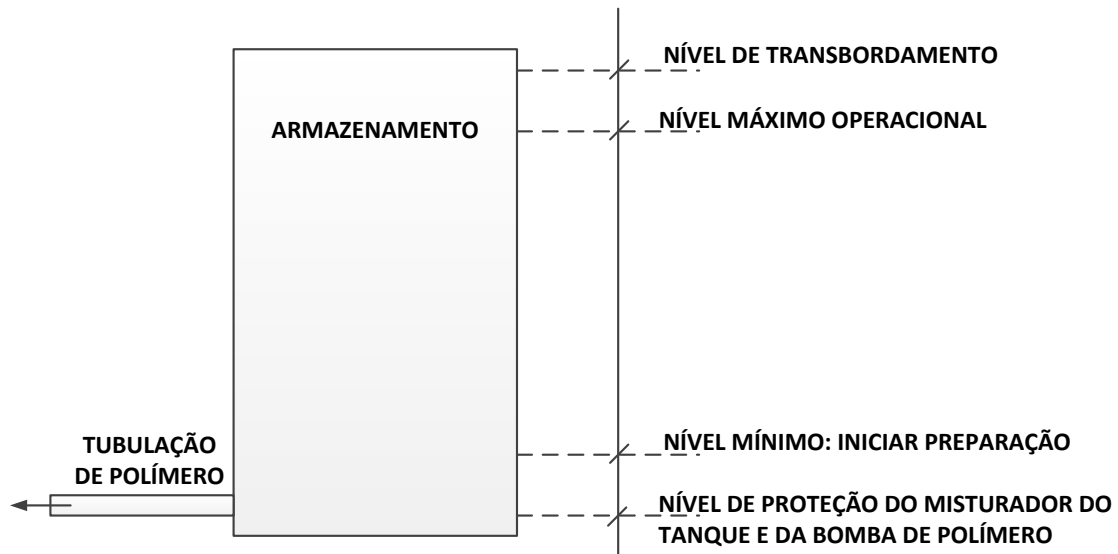 NÍVEL DE TRANSBORDAMENTO
NÍVEL MÁXIMO OPERACIONAL
ARMAZENAMENTO
TUBULAÇÃO
DE POLÍMERO
NÍVEL MÍNIMO: INICIAR PREPARAÇÃO
NÍVEL DE PROTEÇÃO DO MISTURADOR DO
TANQUE E DA BOMBA DE POLÍMERO